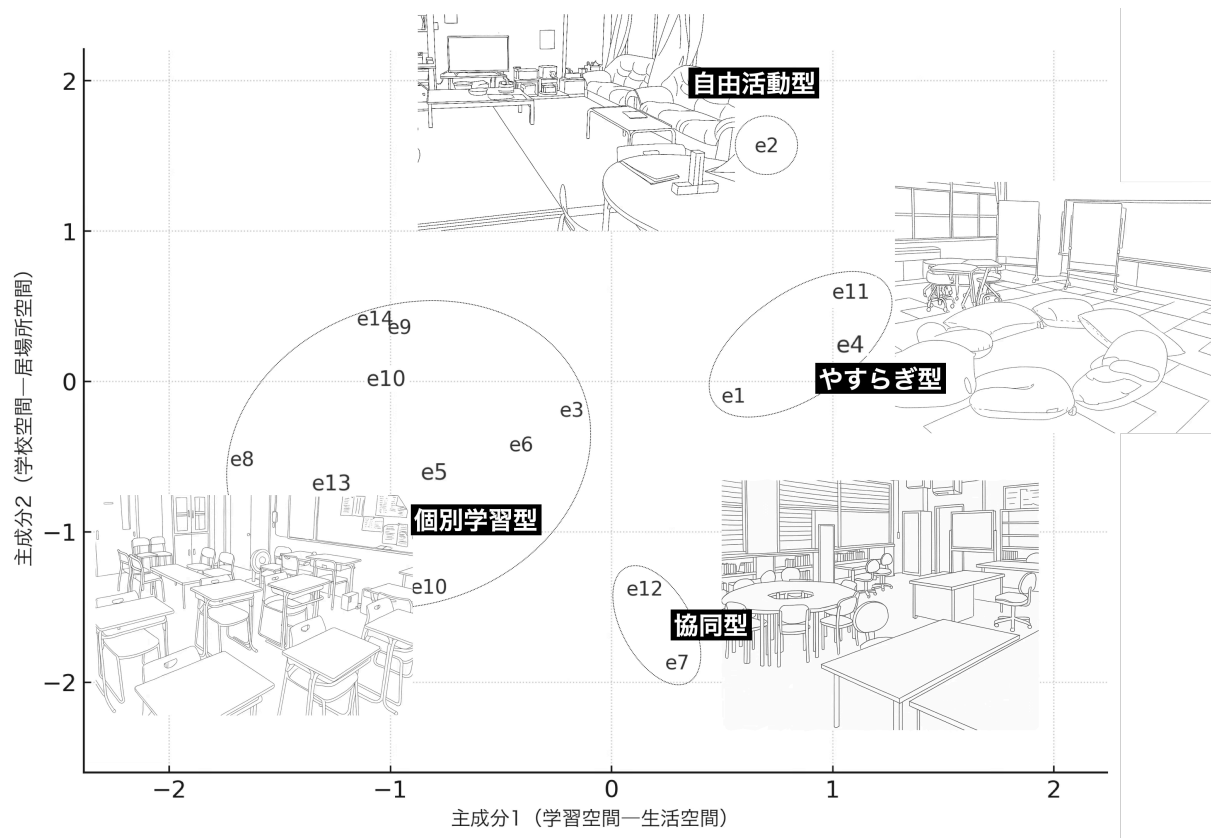 自由活動型
2
e2
1
e11
e14
e9
e4
0
e10
やすらぎ型
e1
e3
e6
e8
e5
e13
個別学習型
−1
e10
e12
協同型
e7
−2
−2
−1
0
1
2
主成分1（学習空間―生活空間）
主成分2（学校空間―居場所空間）